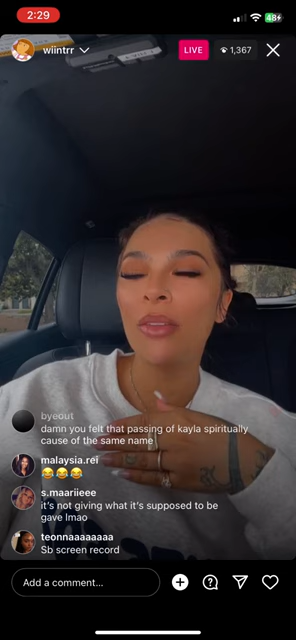 2:29
48
wiintrr
LIVE
1,367
byeout
damn you felt that passing of kayla spiritually
cause of the same name
malaysia.rei
😂😂😂
s.maariieee
it's not giving what it's supposed to be
gave lmao
teonnaaaaaaaa
Sb screen record
Add a comment...